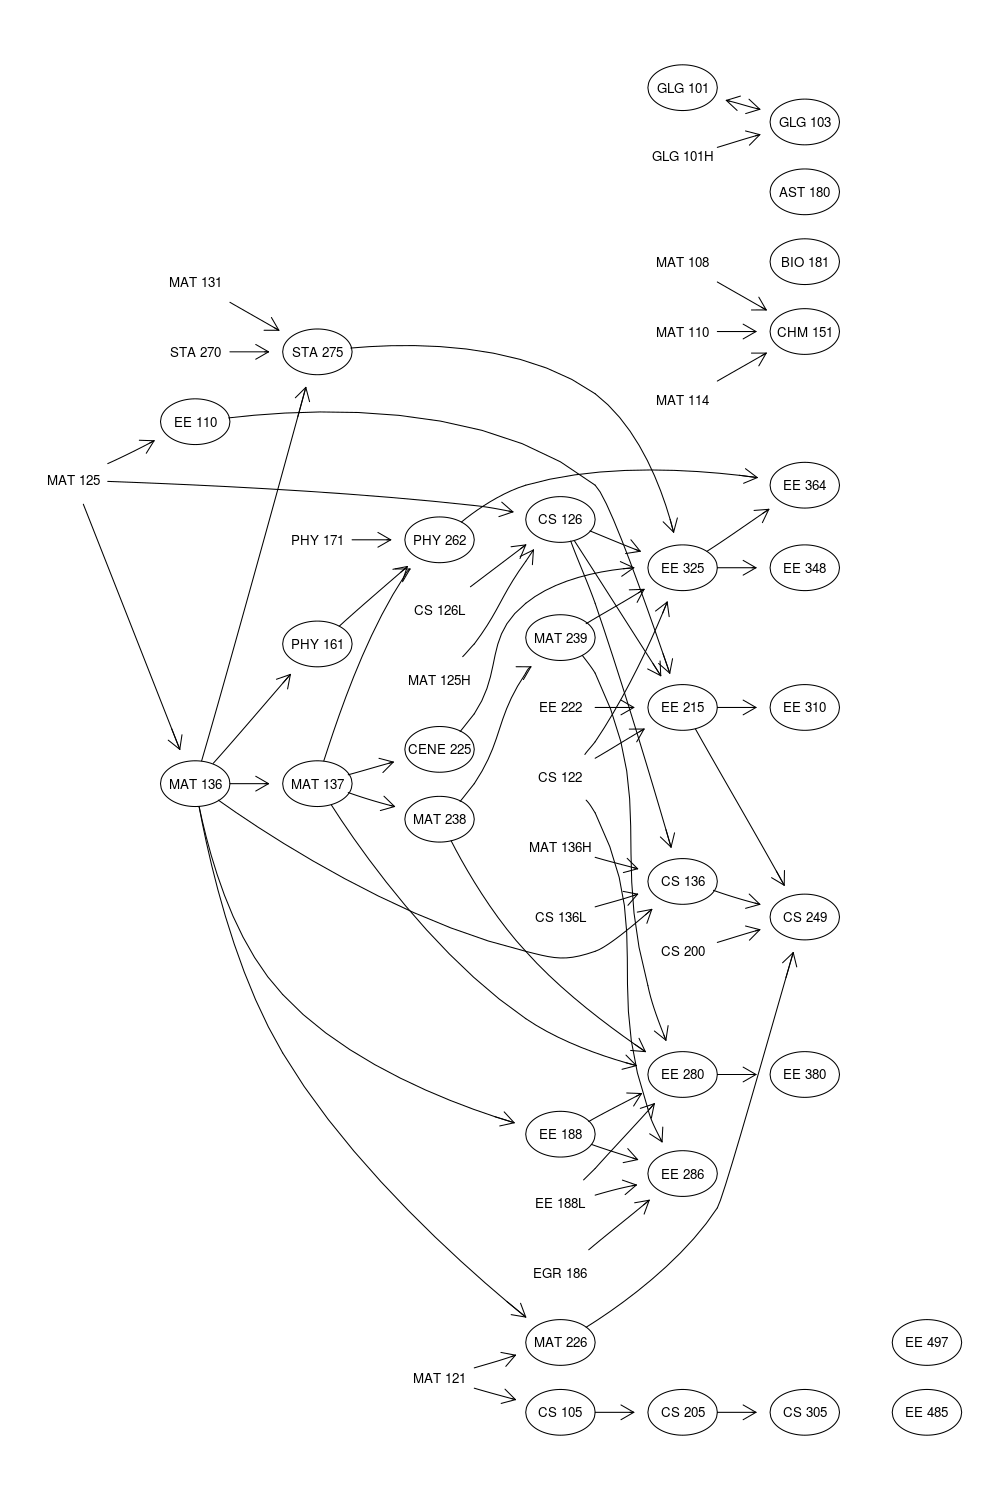 GLG 101
GLG 103
GLG 101H
AST 180
MAT 108
BIO 181
MAT 131
MAT 110
CHM 151
STA 270
STA 275
MAT 114
EE 110
MAT 125
EE 364
CS 126
PHY 171
PHY 262
EE 325
EE 348
CS 126L
MAT 239
PHY 161
MAT 125H
EE 222
EE 215
EE 310
CENE 225
CS 122
MAT 136
MAT 137
MAT 238
MAT 136H
CS 136
CS 136L
CS 249
CS 200
EE 280
EE 380
EE 188
EE 286
EE 188L
EGR 186
MAT 226
EE 497
MAT 121
CS 105
CS 205
CS 305
EE 485